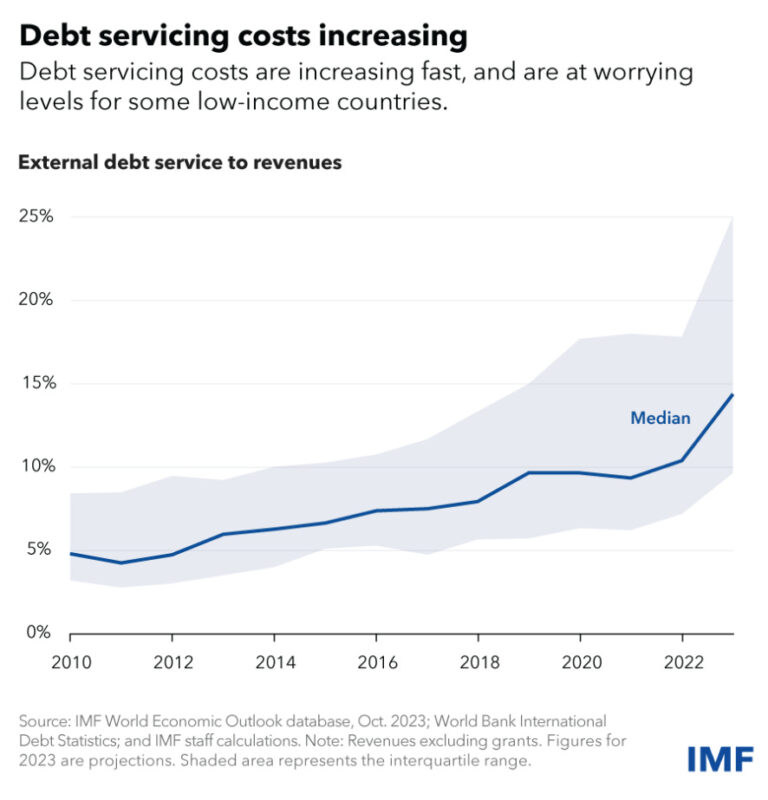 Debt servicing costs increasing
Debt servicing costs are increasing fast, and are at worrying
levels for some low-income countries.
External debt service to revenues
25%
20%
15%
Median
10%
5%
0%
2010 2012 2014 2016 2018 2020 2022
Source: IMF World Economic Outlook database, Oct. 2023; World Bank International
Debt Statistics; and IMF staff calculations. Note: Revenues excluding grants. Figures for
2023 are projections. Shaded area represents the interquartile range.
IMF